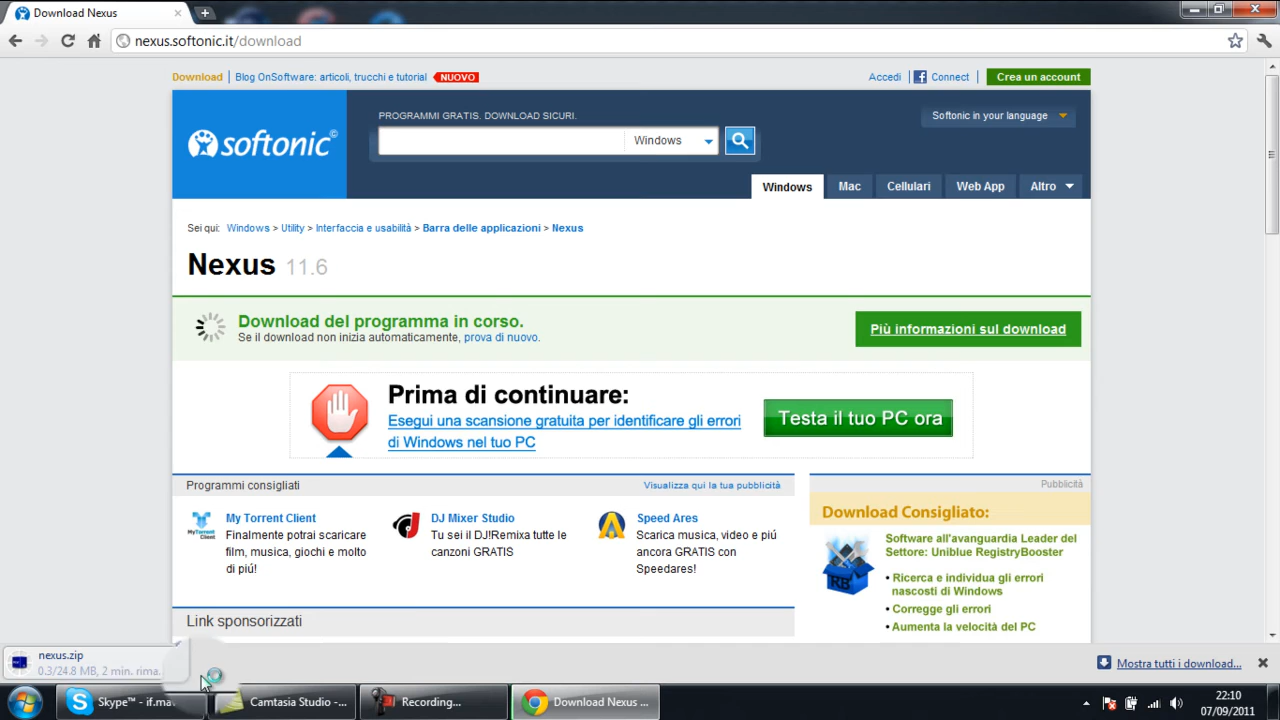 Download Nexus
nexus.softonic.it/download
Download
Blog OnSoftware: articoli, trucchi e tutorial
NUOVO
Accedi
Connect
Crea un account
softonic
PROGRAMMI GRATIS. DOWNLOAD SICURI.
Windows
Softonic in your language
Windows
Mac
Cellulari
Web App
Altro
Sei qui: Windows > Utility > Interfaccia e usabilità > Barra delle applicazioni > Nexus
Nexus 11.6
Download del programma in corso.
Se il download non inizia automaticamente, prova di nuovo.
Più informazioni sul download
Prima di continuare:
Esegui una scansione gratuita per identificare gli errori
di Windows nel tuo PC
Testa il tuo PC ora
Programmi consigliati
Visualizza qui la tua pubblicità
My Torrent Client
Finalmente potrai scaricare
film, musica, giochi e molto
di piú!
DJ Mixer Studio
Tu sei il DJ!Remixa tutte le
canzoni GRATIS
Speed Ares
Scarica musica, video e piú
ancora GRATIS con
Speedares!
Pubblicità
Download Consigliato:
Software all'avanguardia Leader del
Settore: Uniblue RegistryBooster
• Ricerca e individua gli errori
nascosti di Windows
• Corregge gli errori
• Aumenta la velocità del PC
Link sponsorizzati
nexus.zip
0.3/24.8 MB, 2 min. rima.
Mostra tutti i download...
Skype™ - if.ma
Camtasia Studio -...
Recording...
Download Nexus ...
22:10
07/09/2011